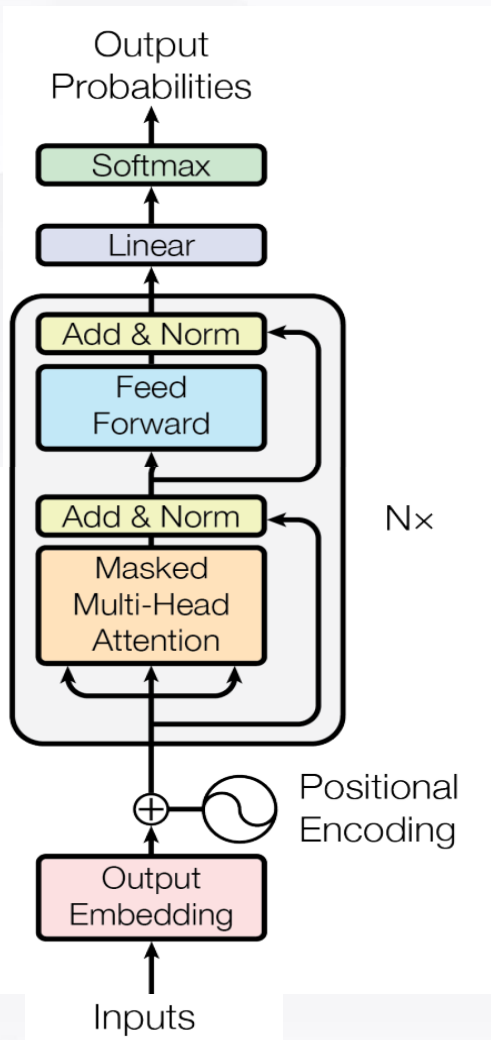 Output
Probabilities
Softmax
Linear
Add & Norm
Feed
Forward
Add & Norm
Nx
Masked
Multi-Head
Attention
Positional
Encoding
Output
Embedding
Inputs